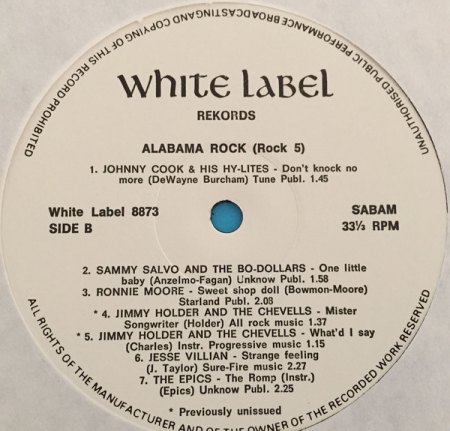 UNAUTHORISED PUBLIC PERFORMANCE BROADCASTING AND COPYING OF THIS RECORD PROHIBITED
WHITE LABEL
REKORDS
ALABAMA ROCK (Rock 5)
1. JOHNNY COOK & HIS HY-LITES - Don't knock no
more (DeWayne Burcham) Tune Publ. 1.45
White Label 8873
SIDE B
SABAM
33⅓ RPM
2. SAMMY SALVO AND THE BO-DOLLARS - One little
baby (Anzelmo-Fagan) Unknow Publ. 1.58
3. RONNIE MOORE - Sweet shop doll (Bowmon-Moore)
Starland Publ. 2.08
* 4. JIMMY HOLDER AND THE CHEVELLS - Mister
Songwriter (Holder) All rock music 1.37
* 5. JIMMY HOLDER AND THE CHEVELLS - What'd I say
(Charles) Instr. Progressive music 1.15
6. JESSE VILLIAN - Strange feeling
(J. Taylor) Sure-Fire music 2.27
7. THE EPICS - The Romp (Instr.)
(Epics) Unknow Publ. 2.25
* Previously unissued
ALL RIGHTS OF THE MANUFACTURER AND OF THE OWNER OF THE RECORDED WORK RESERVED